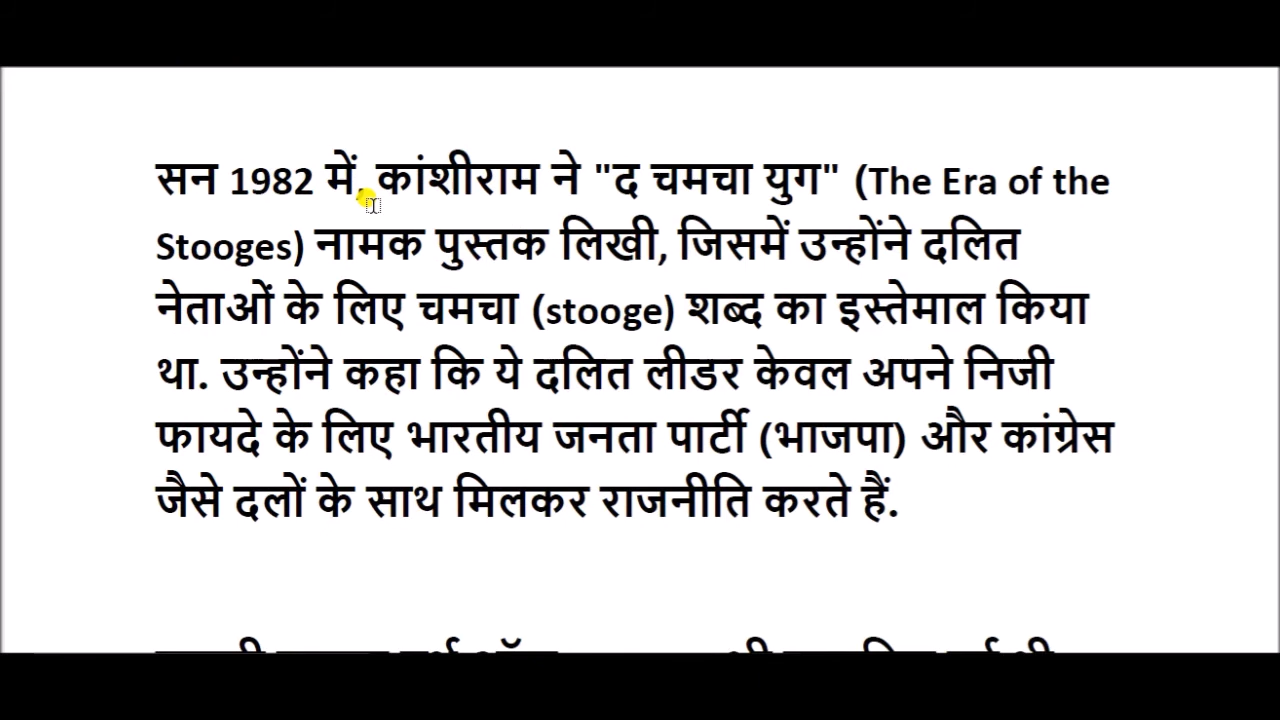 सन 1982 में, कांशीराम ने "द चमचा युग" (The Era of the
Stooges) नामक पुस्तक लिखी, जिसमें उन्होंने दलित
नेताओं के लिए चमचा (stooge) शब्द का इस्तेमाल किया
था. उन्होंने कहा कि ये दलित लीडर केवल अपने निजी
फायदे के लिए भारतीय जनता पार्टी (भाजपा) और कांग्रेस
जैसे दलों के साथ मिलकर राजनीति करते हैं.